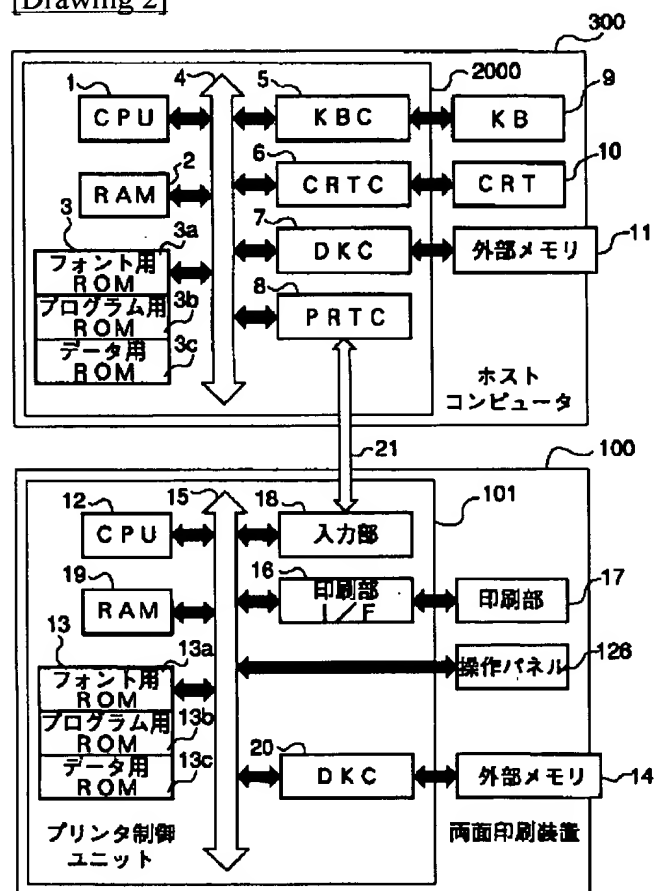 [Drawing 2]
300
2000
1
4
5
9
CPU
KBC
KB
2
6
10
RAM
CRTC
CRT
3
3a
7
11
フォント用
ROM
DKC
外部メモリ
プログラム用
ROM
3b
8
PRTC
データ用
ROM
3c
ホスト
コンピュータ
21
100
12
15
18
101
CPU
入力部
19
16
17
RAM
印刷部
I/F
印刷部
13
13a
126
フォント用
ROM
操作パネル
プログラム用
ROM
13b
20
データ用
ROM
13c
DKC
外部メモリ
14
プリンタ制御
ユニット
両面印刷装置